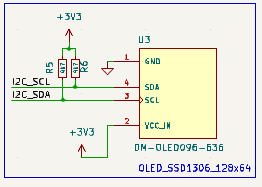 +3V3
U3
R5
4k7
4k7
R6
1
GND
I2C_SCL
4
SDA
I2C_SDA
3
SCL
+3V3
2
VCC_IN
DM-OLED096-636
OLED_SSD1306_128x64